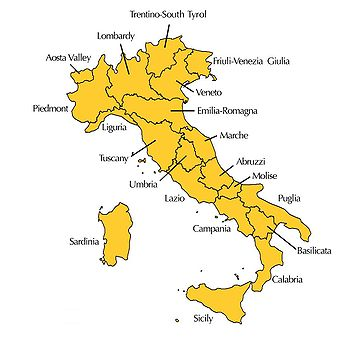 Trentino-South Tyrol
Lombardy
Aosta Valley
Friuli-Venezia Giulia
Veneto
Piedmont
Emilia-Romagna
Liguria
Marche
Tuscany
Abruzzi
Molise
Umbria
Lazio
Puglia
Campania
Sardinia
Basilicata
Calabria
Sicily